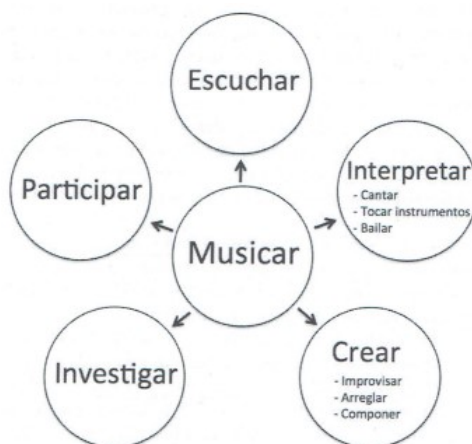 Escuchar
Participar
Interpretar
- Cantar
- Tocar instrumentos
- Bailar
Musicar
Investigar
Crear
- Improvisar
- Arreglar
- Componer